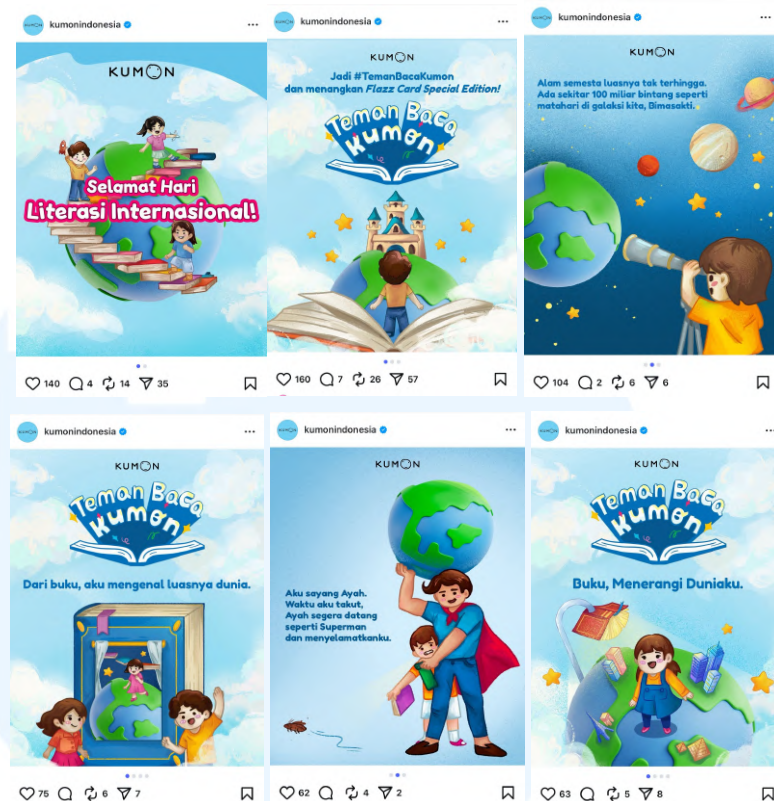 kumonindonesia
KUMON
Selamat Hari
Literasi Internasional!
140 4 14 35
kumonindonesia
KUMON
Jadi #TemanBacaKumon
dan menangkan Flazz Card Special Edition!
Teman Baca
Kumon
160 7 26 57
kumonindonesia
KUMON
Alam semesta luasnya tak terhingga.
Ada sekitar 100 miliar bintang seperti
matahari di galaksi kita, Bimasakti.
104 2 6 6
kumonindonesia
KUMON
Teman Baca
Kumon
Dari buku, aku mengenal luasnya dunia.
75 6 7
kumonindonesia
KUMON
Aku sayang Ayah.
Waktu aku takut,
Ayah segera datang
seperti Superman
dan menyelamatkanku.
62 4 2
kumonindonesia
KUMON
Teman Baca
Kumon
Buku, Menerangi Duniaku.
63 5 8